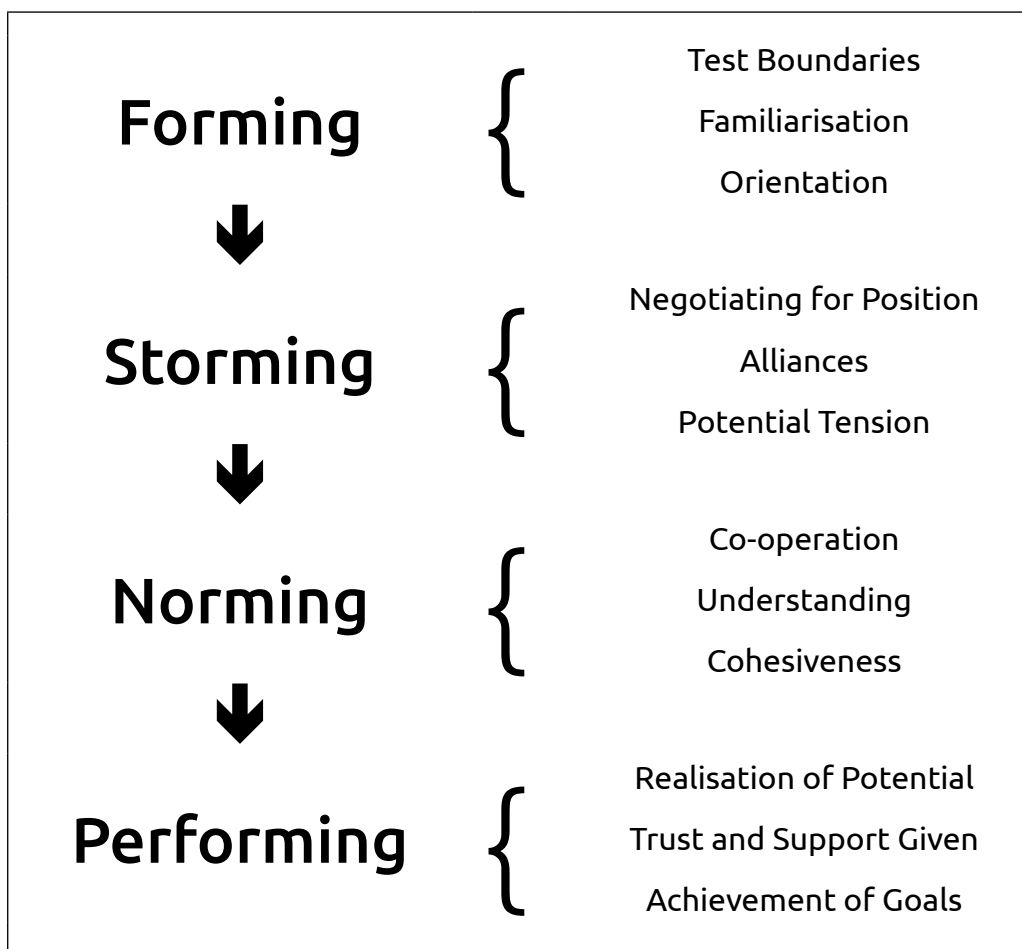 Forming
Test Boundaries
Familiarisation
Orientation
Storming
Negotiating for Position
Alliances
Potential Tension
Norming
Co-operation
Understanding
Cohesiveness
Performing
Realisation of Potential
Trust and Support Given
Achievement of Goals